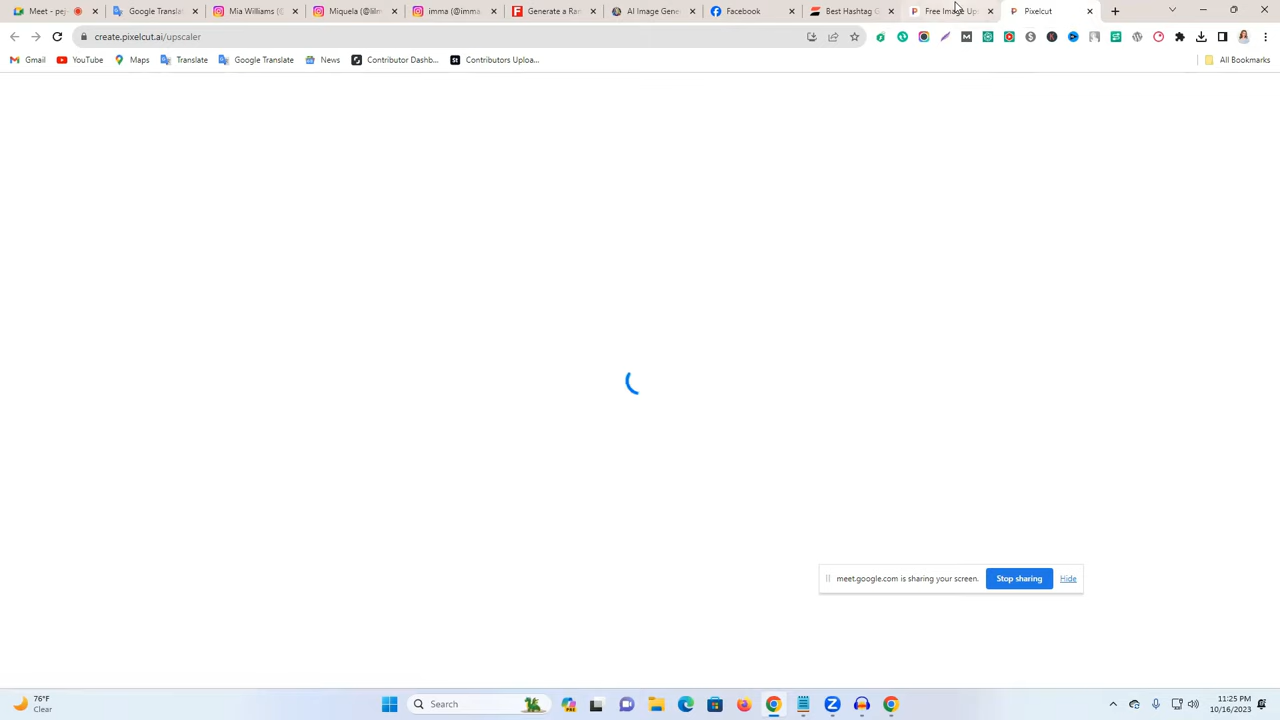 Meet - pej
Google Transla
Mia Williams (@
Miquela (@lilm
imma (@imma
Generate a Ran
AI Image Gene
Facebook
Best Hashtag G
Free Image Up
Pixelcut
create.pixelcut.ai/upscaler
Gmail
YouTube
Maps
Translate
Google Translate
News
Contributor Dashb...
Contributors Uploa...
All Bookmarks
meet.google.com is sharing your screen.
Stop sharing
Hide
76°F
Clear
Search
11:25 PM
10/16/2023